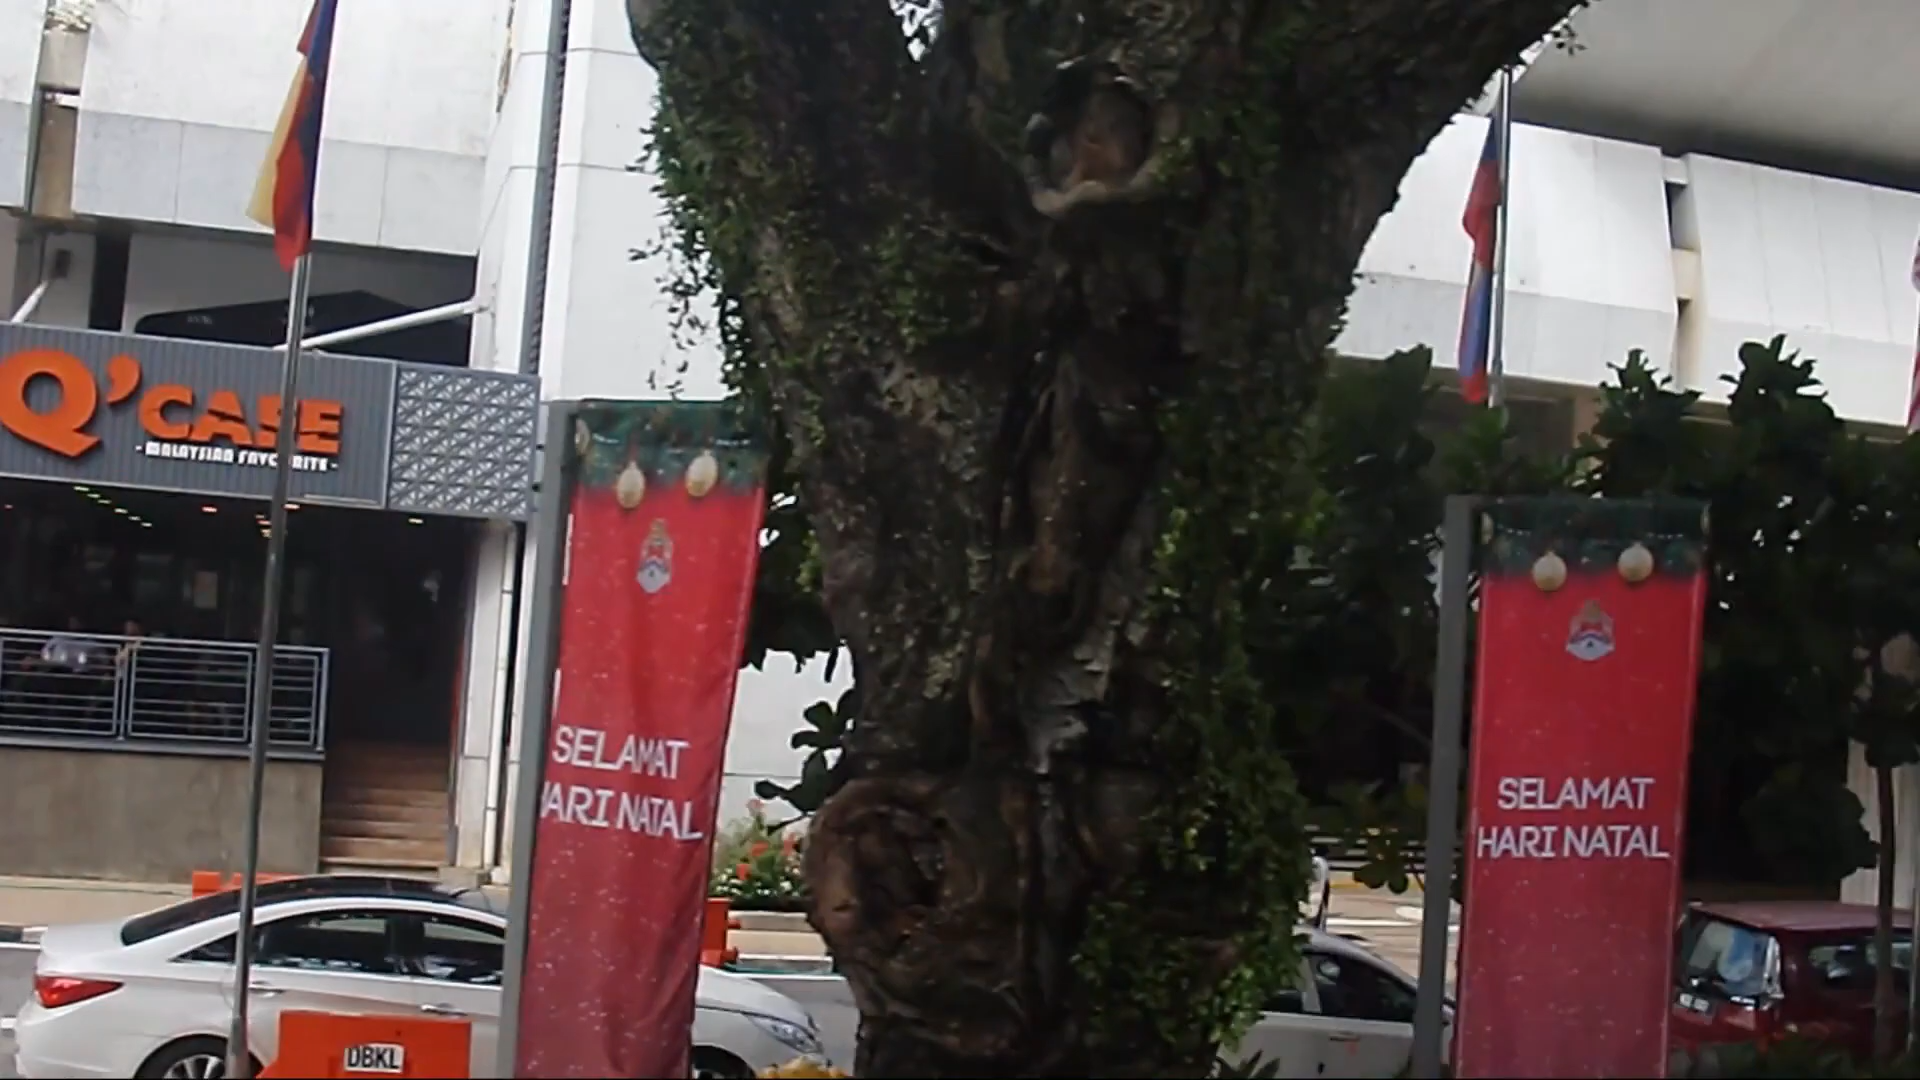 Q'CAFE
- MALAYSIAN FAVOURITE -
SELAMAT
HARI NATAL
SELAMAT
HARI NATAL
DBKL